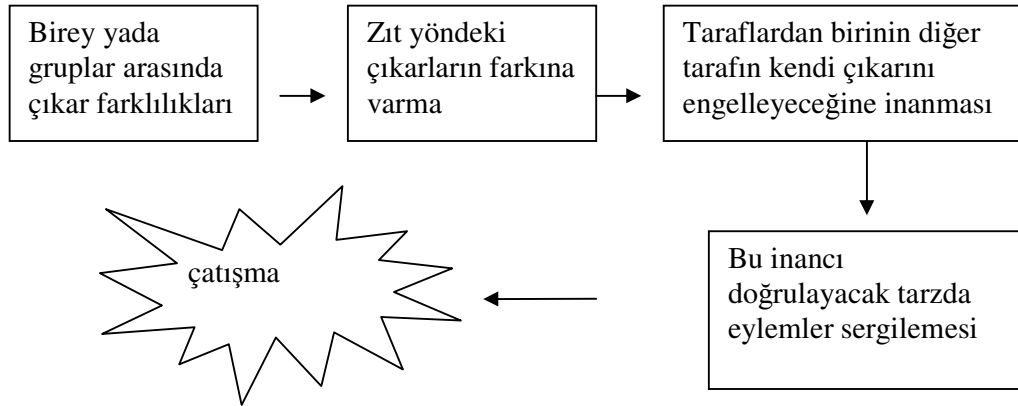 Birey yada
gruplar arasında
çıkar farklılıkları
Zıt yöndeki
çıkarların farkına
varma
Taraflardan birinin diğer
tarafın kendi çıkarını
engelleyeceğine inanması
Bu inancı
doğrulayacak tarzda
eylemler sergilemesi
çatışma